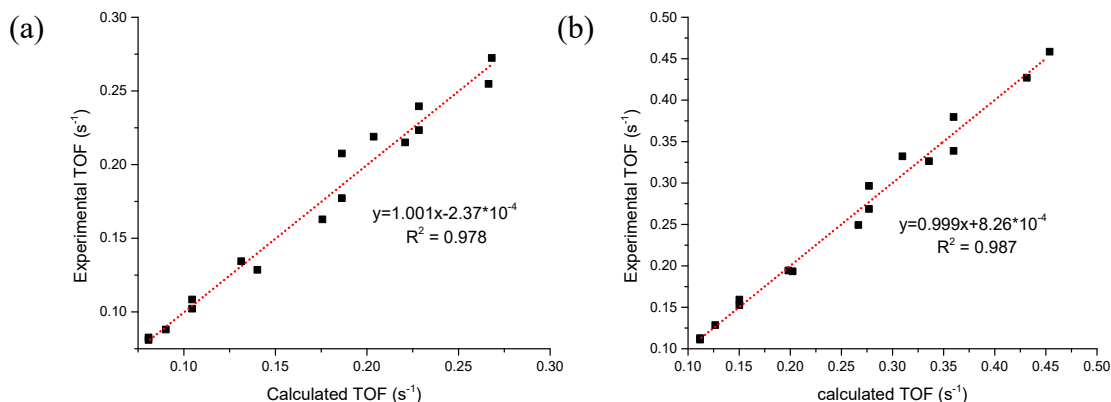 (a)
0.30
0.25
0.20
0.15
0.10
Experimental TOF (s⁻¹)
y=1.001x-2.37*10⁻⁴
R² = 0.978
0.10 0.15 0.20 0.25 0.30
Calculated TOF (s⁻¹)
(b)
0.50
0.45
0.40
0.35
0.30
0.25
0.20
0.15
0.10
Experimental TOF (s⁻¹)
y=0.999x+8.26*10⁻⁴
R² = 0.987
0.10 0.15 0.20 0.25 0.30 0.35 0.40 0.45 0.50
calculated TOF (s⁻¹)